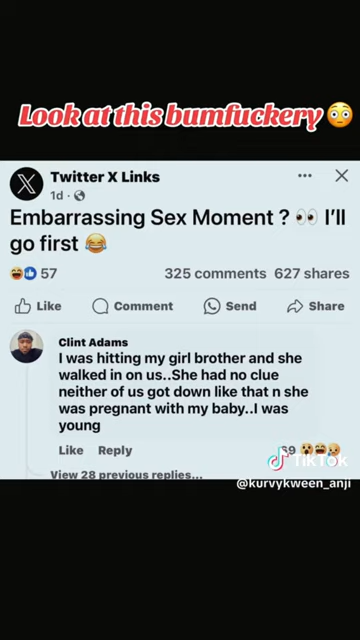 Look at this bumfuckery 😳
Twitter X Links
1d
Embarrassing Sex Moment ? 👀 I'll
go first 😂
57
325 comments 627 shares
Like
Comment
Send
Share
Clint Adams
I was hitting my girl brother and she
walked in on us..She had no clue
neither of us got down like that n she
was pregnant with my baby..I was
young
Like Reply
69
TikTok
View 28 previous replies...
@kurvykween_anji